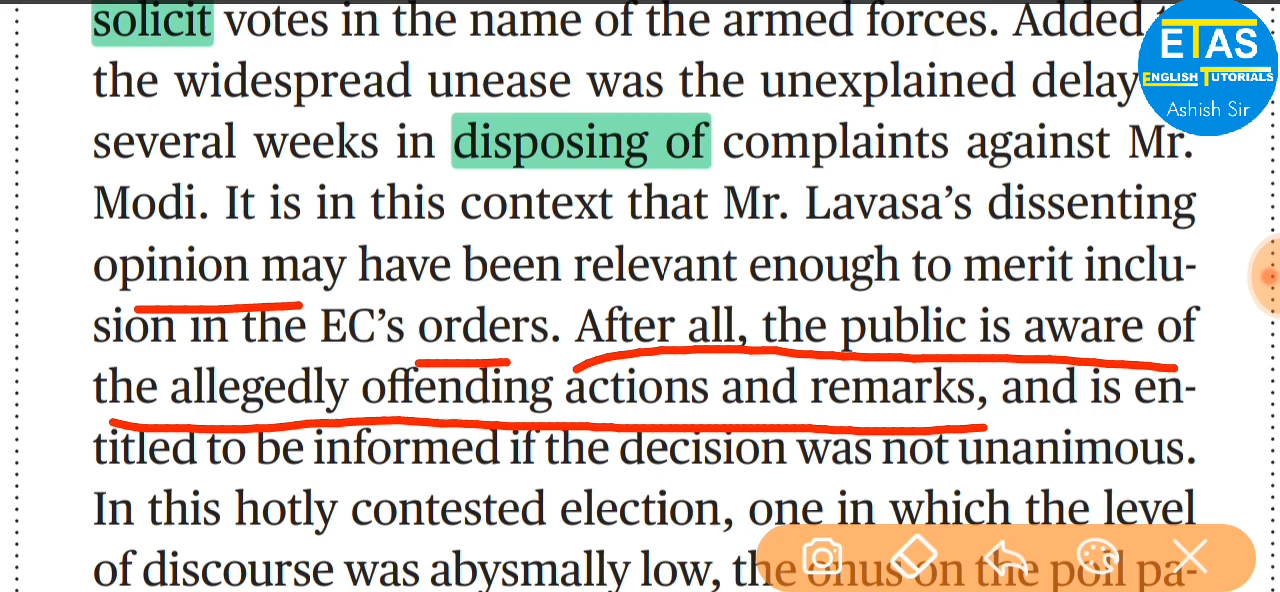 solicit votes in the name of the armed forces. Added
the widespread unease was the unexplained delay
several weeks in disposing of complaints against Mr.
Modi. It is in this context that Mr. Lavasa's dissenting
opinion may have been relevant enough to merit inclu-
sion in the EC's orders. After all, the public is aware of
the allegedly offending actions and remarks, and is en-
titled to be informed if the decision was not unanimous.
In this hotly contested election, one in which the level
of discourse was abysmally low, the onus on the poll pa-
ETAS
ENGLISH TUTORIALS
Ashish Sir